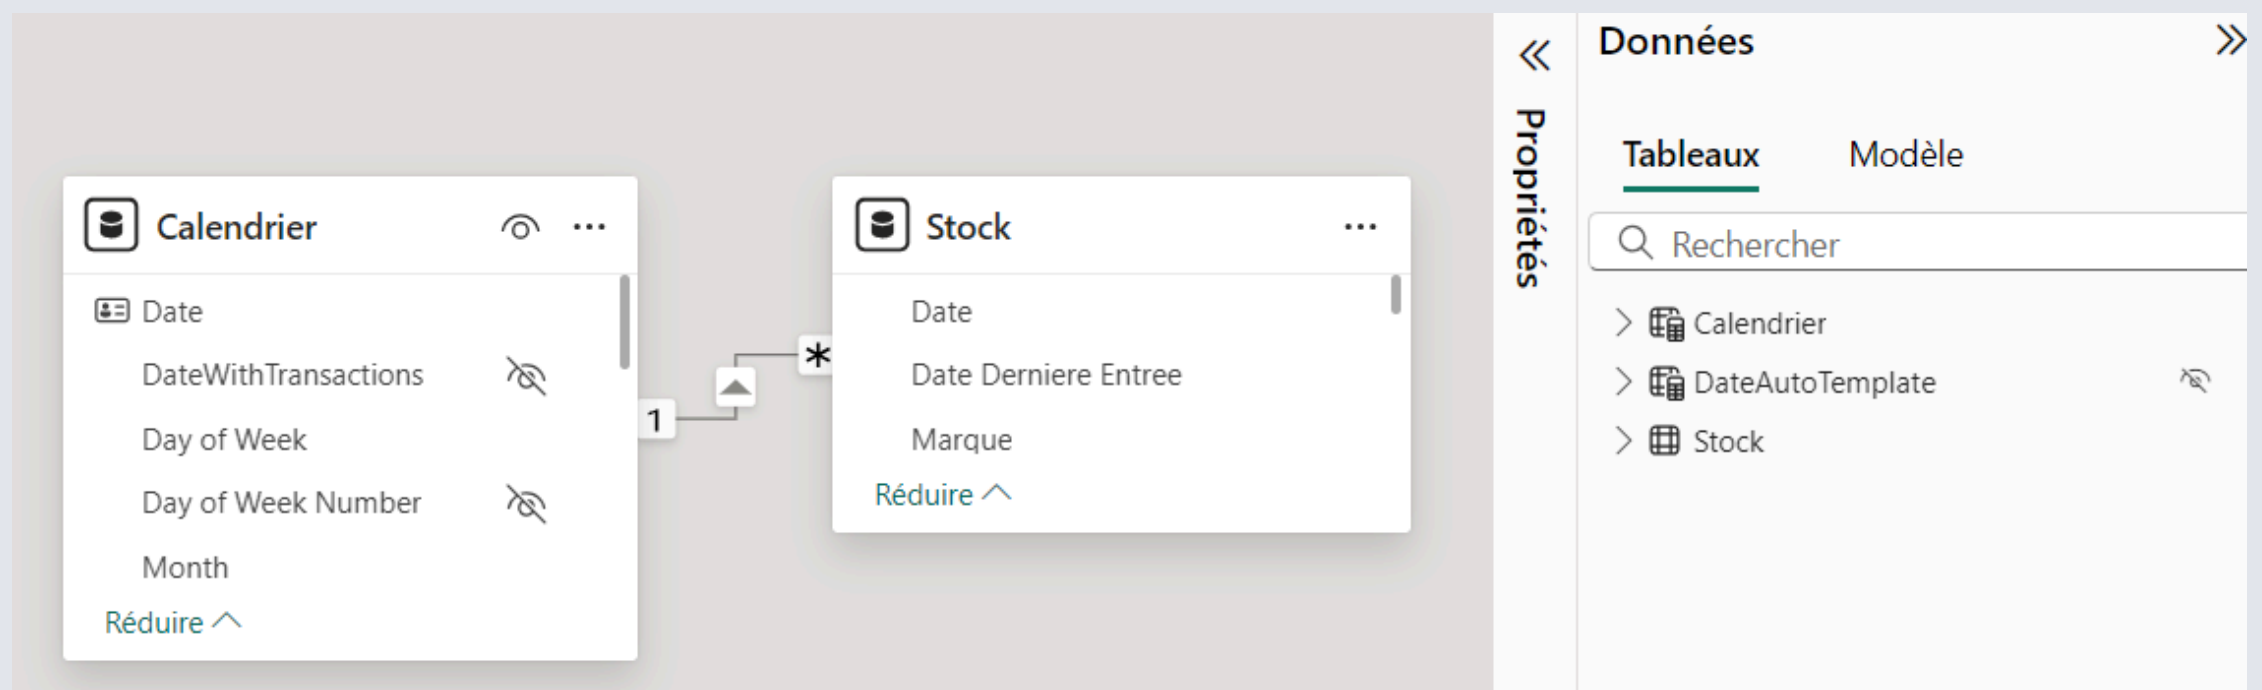 Calendrier
Date
DateWithTransactions
Day of Week
Day of Week Number
Month
Réduire
1
*
Stock
Date
Date Derniere Entree
Marque
Réduire
Propriétés
Données
Tableaux Modèle
Rechercher
Calendrier
DateAutoTemplate
Stock